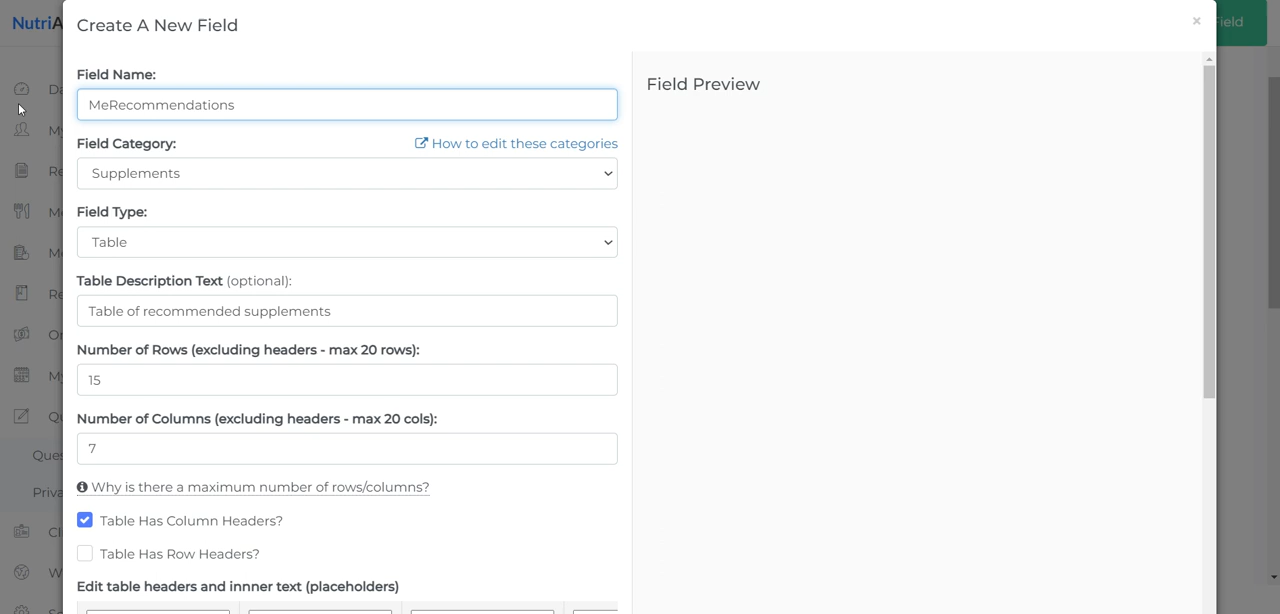 Create A New Field
×
Field Name:
MeRecommendations
Field Preview
Field Category:
How to edit these categories
Supplements
Field Type:
Table
Table Description Text (optional):
Table of recommended supplements
Number of Rows (excluding headers - max 20 rows):
15
Number of Columns (excluding headers - max 20 cols):
7
Why is there a maximum number of rows/columns?
Table Has Column Headers?
Table Has Row Headers?
Edit table headers and innner text (placeholders)